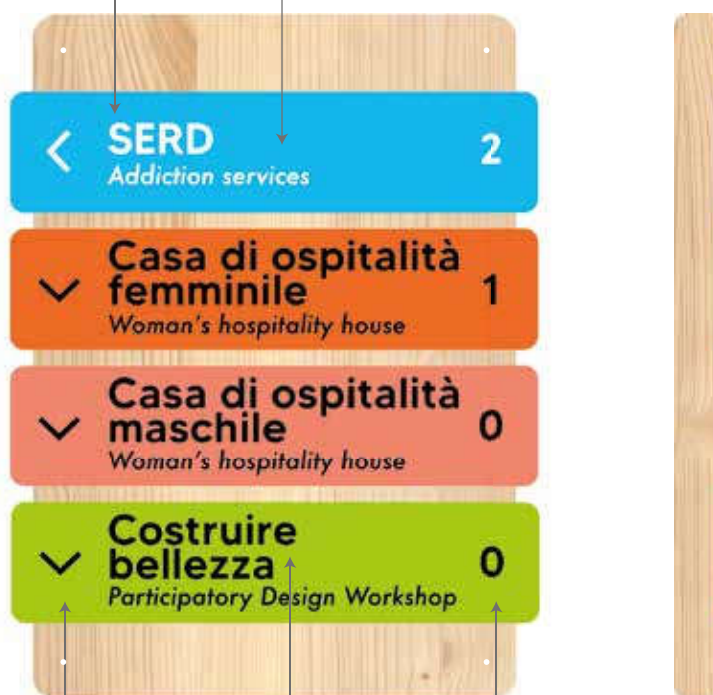 SERD 2
Addiction services
Casa di ospitalità
femminile 1
Woman's hospitality house
Casa di ospitalità
maschile 0
Woman's hospitality house
Costruire
bellezza 0
Participatory Design Workshop